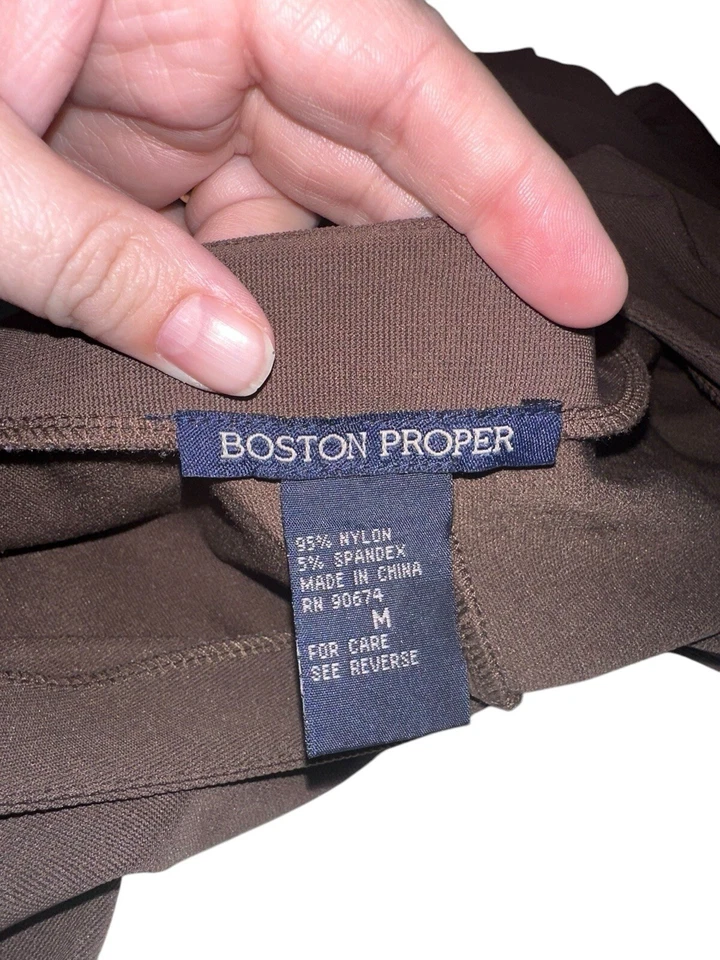 BOSTON PROPER
95% NYLON
5% SPANDEX
MADE IN CHINA
RN 90674
M
FOR CARE
SEE REVERSE